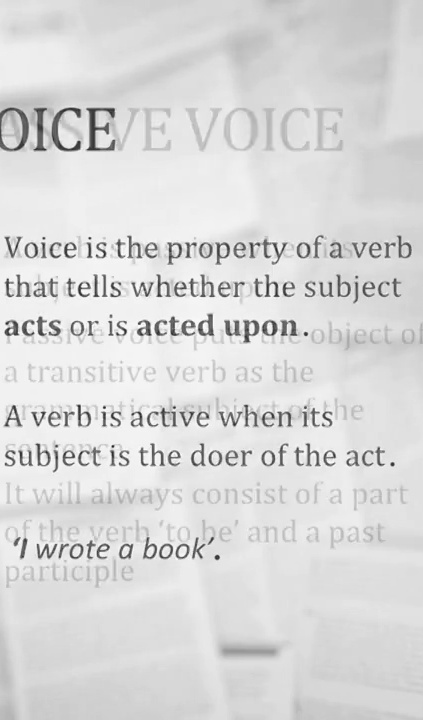 OICE
VE VOICE
Voice is the property of a verb
that tells whether the subject
acts or is acted upon.
object of
a transitive verb as the
A verb is active when its
the
subject is the doer of the act.
It will always consist of a part
of the verb ‘to be’ and a past
‘I wrote a book’.
participle